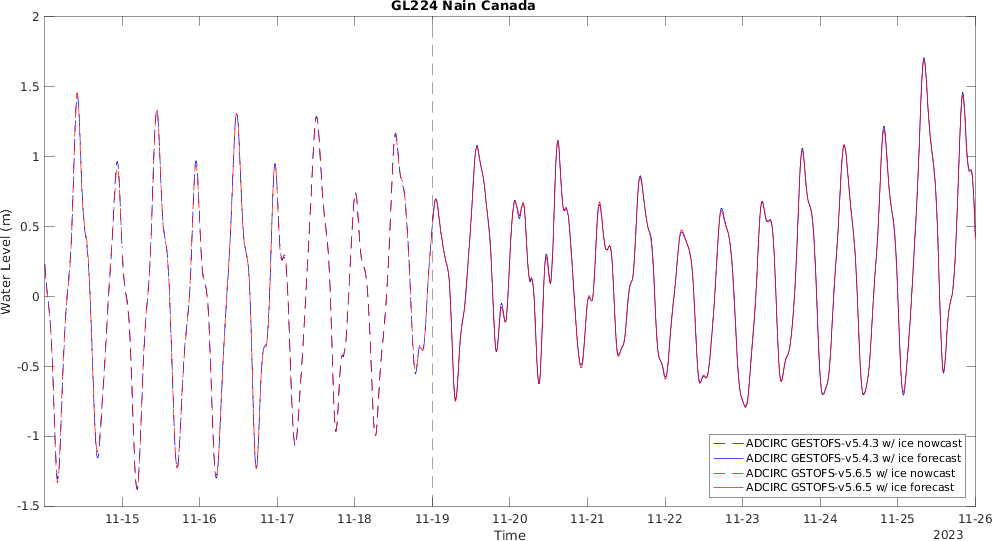 GL224 Nain Canada
2
1.5
1
0.5
0
-0.5
-1
-1.5
Water Level (m)
ADCIRC GESTOFS-v5.4.3 w/ ice nowcast
ADCIRC GESTOFS-v5.4.3 w/ ice forecast
ADCIRC GSTOFS-v5.6.5 w/ ice nowcast
ADCIRC GSTOFS-v5.6.5 w/ ice forecast
11-15 11-16 11-17 11-18 11-19 11-20 11-21 11-22 11-23 11-24 11-25 11-26
Time
2023